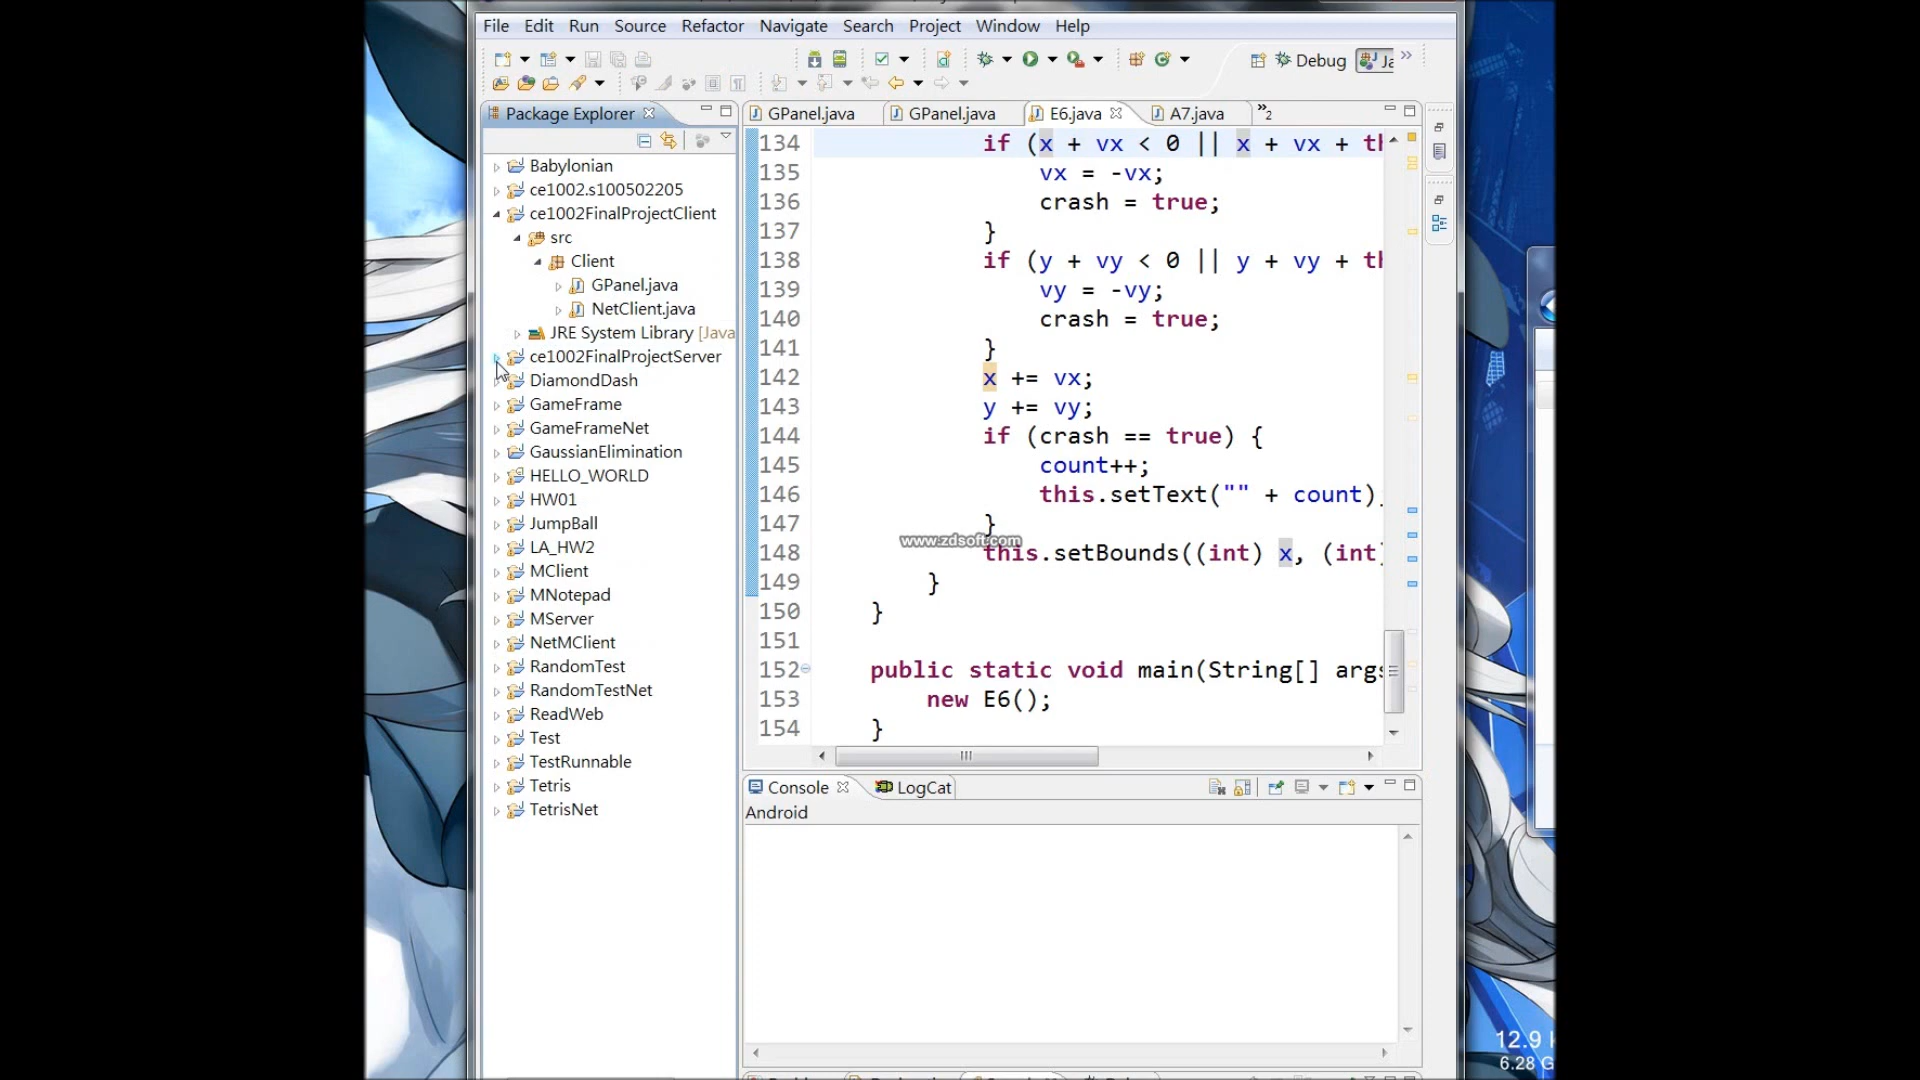 File Edit Run Source Refactor Navigate Search Project Window Help
Debug Ja
Package Explorer
Babylonian
ce1002.s100502205
ce1002FinalProjectClient
src
Client
GPanel.java
NetClient.java
JRE System Library [Java
ce1002FinalProjectServer
DiamondDash
GameFrame
GameFrameNet
GaussianElimination
HELLO_WORLD
HW01
JumpBall
LA_HW2
MClient
MNotepad
MServer
NetMClient
RandomTest
RandomTestNet
ReadWeb
Test
TestRunnable
Tetris
TetrisNet
GPanel.java GPanel.java E6.java A7.java »2
134 if (x + vx < 0 || x + vx + th
135 vx = -vx;
136 crash = true;
137 }
138 if (y + vy < 0 || y + vy + th
139 vy = -vy;
140 crash = true;
141 }
142 x += vx;
143 y += vy;
144 if (crash == true) {
145 count++;
146 this.setText("" + count)
147 }
www.zdsoft.com
148 this.setBounds((int) x, (int)
149 }
150 }
151
152 public static void main(String[] args
153 new E6();
154 }
Console LogCat
Android
12.9 k
6.28 G